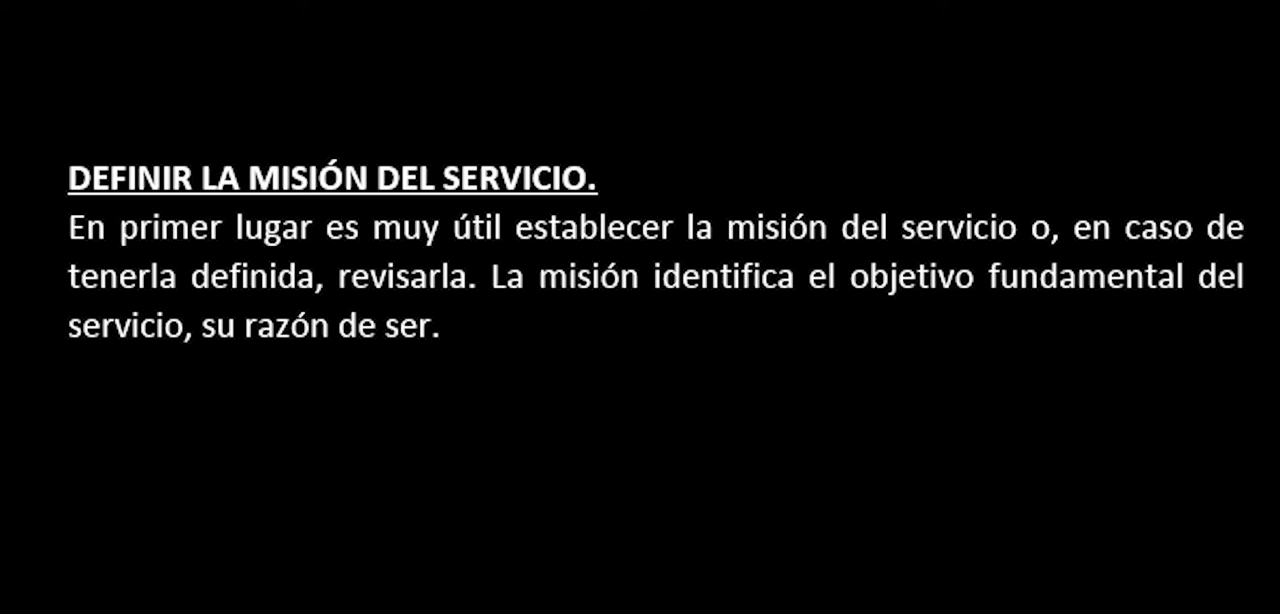 DEFINIR LA MISIÓN DEL SERVICIO.
En primer lugar es muy útil establecer la misión del servicio o, en caso de
tenerla definida, revisarla. La misión identifica el objetivo fundamental del
servicio, su razón de ser.